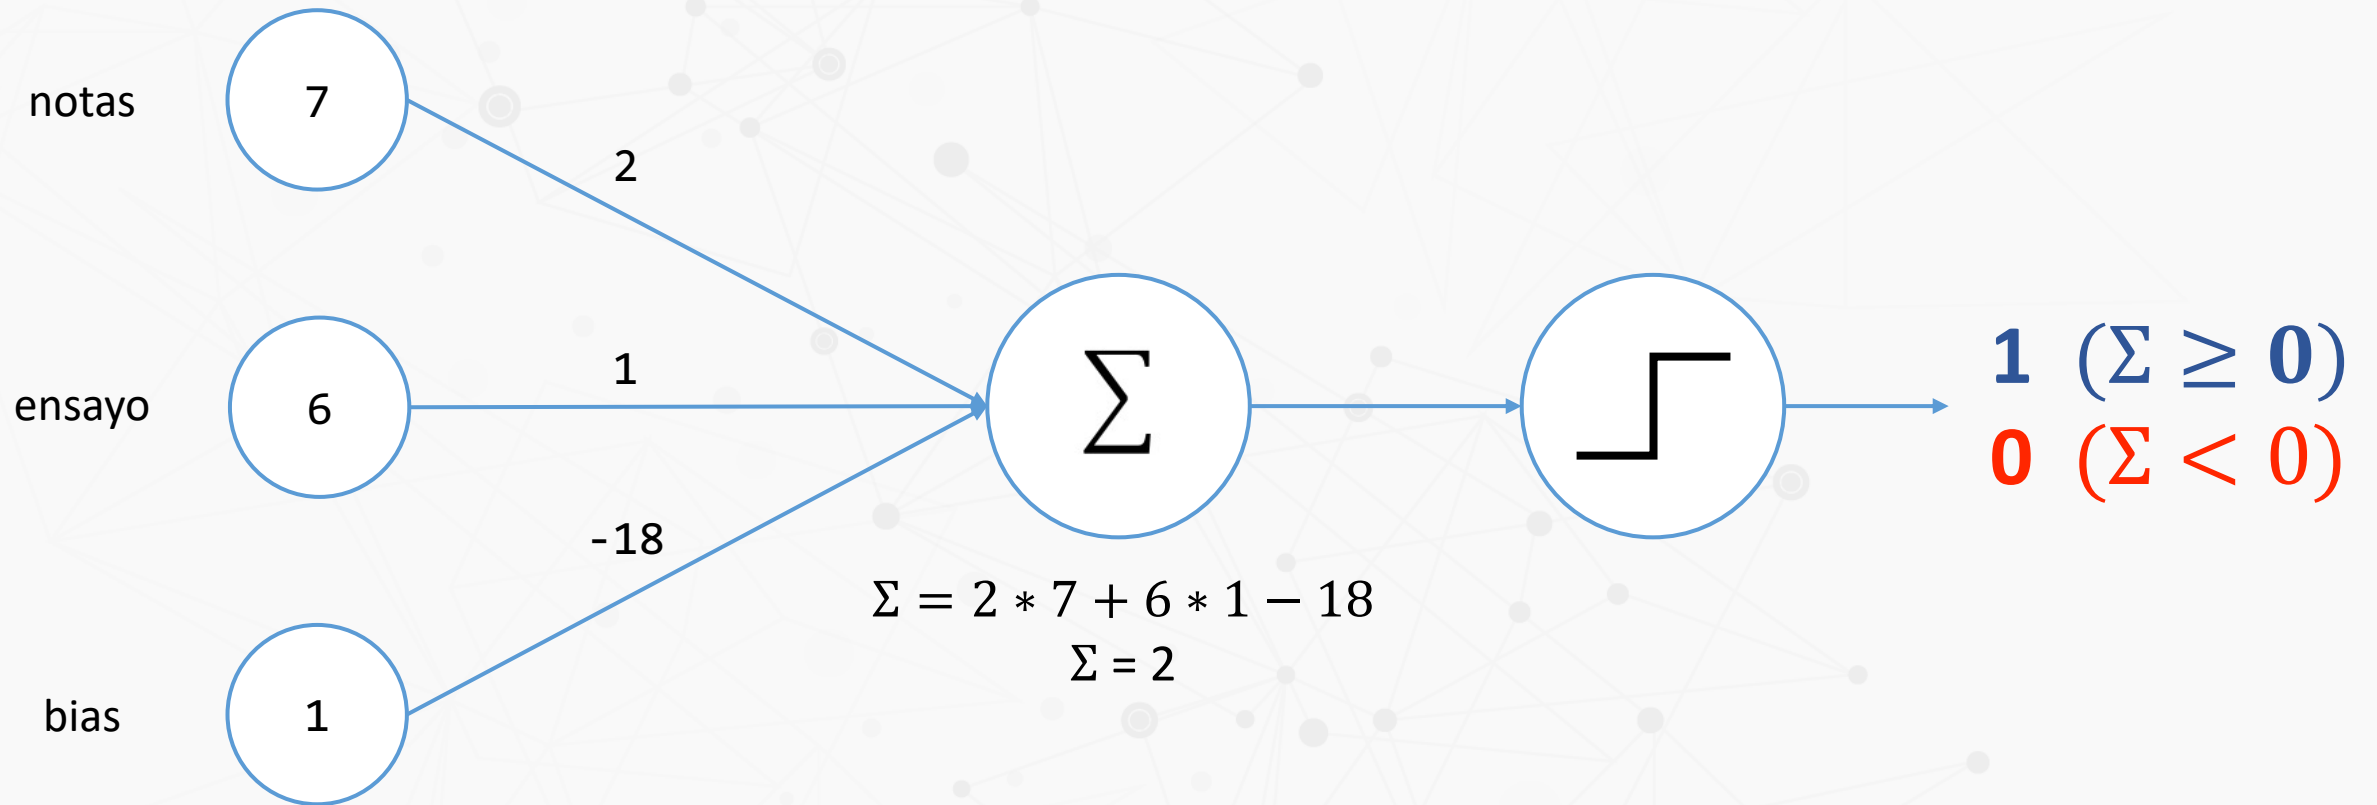 notas
7
2
ensayo
6
1
bias
1
-18
∑
Σ = 2 ∗ 7 + 6 ∗ 1 − 18
Σ = 2
1 (Σ ≥ 0)
0 (Σ < 0)